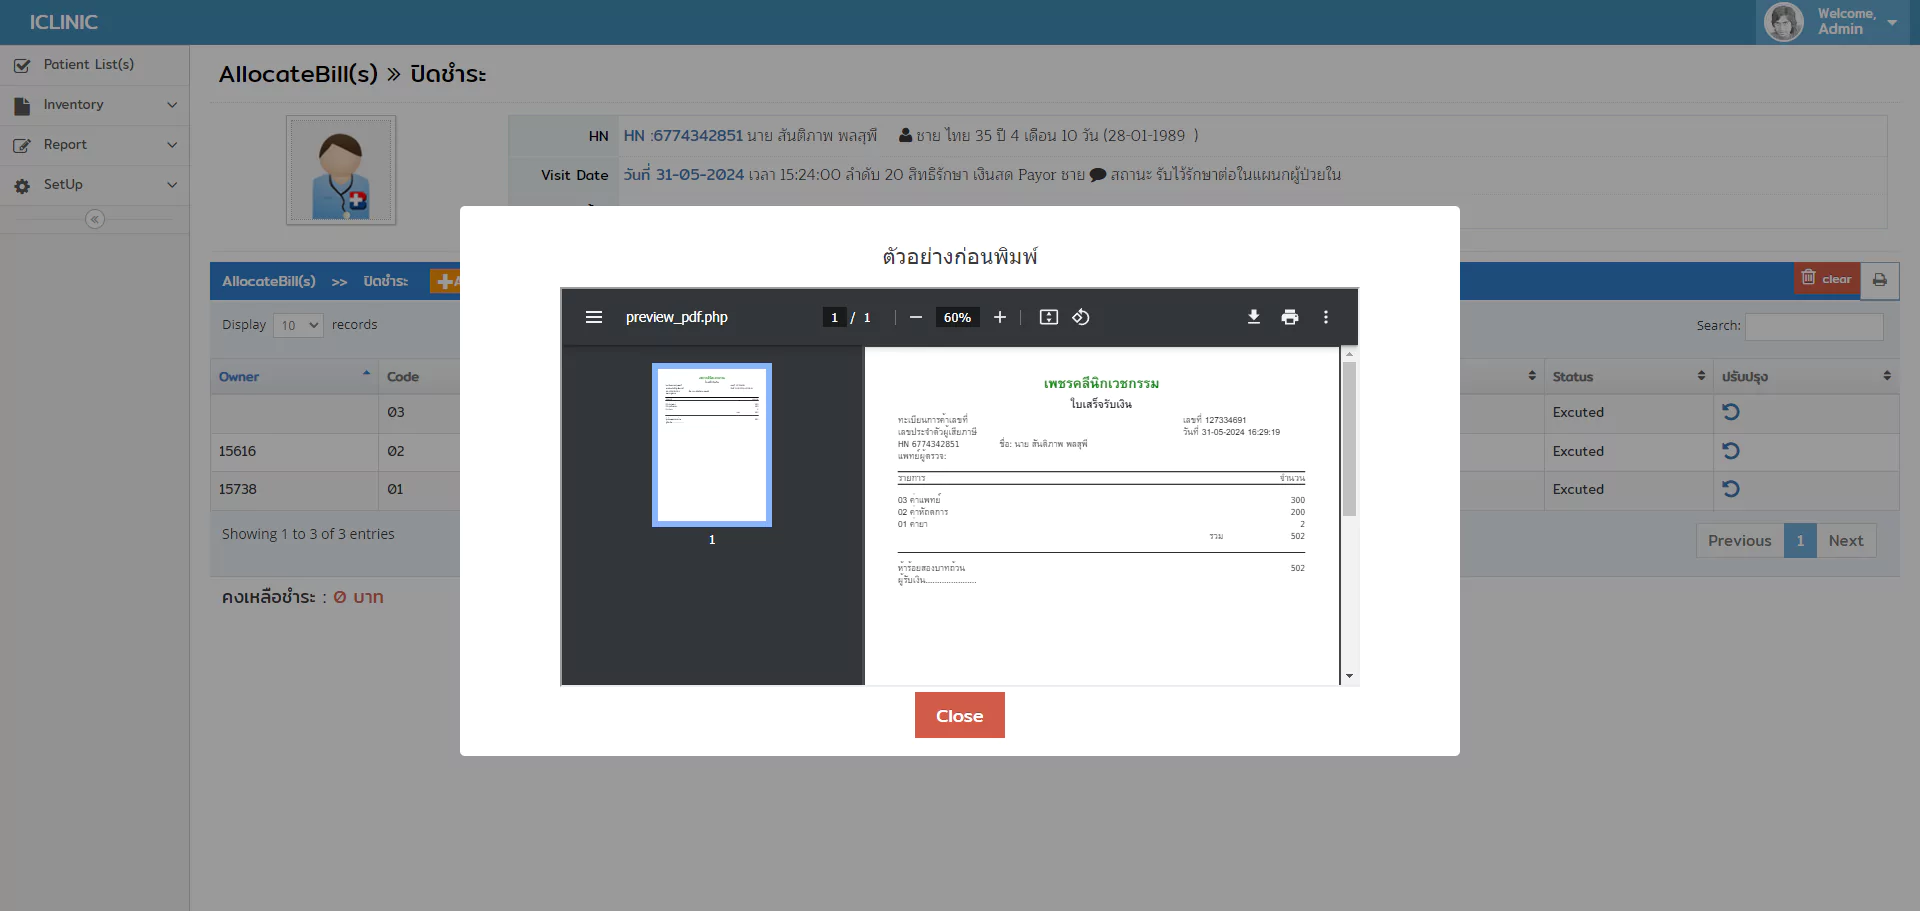 ICLINIC
Welcome,
Admin
Patient List(s)
Inventory
Report
SetUp
AllocateBill(s) » ปิดชำระ
HN HN :6774342851 นาย สันติภาพ พลสุพี ชาย ไทย 35 ปี 4 เดือน 10 วัน (28-01-1989 )
Visit Date วันที่ 31-05-2024 เวลา 15:24:00 ลำดับ 20 สิทธิรักษา เงินสด Payor ชาย สถานะ รับไว้รักษาต่อในแผนกผู้ป่วยใน
AllocateBill(s) >> ปิดชำระ
clear
Display 10 records
Search:
Owner Code Status ปรับปรุง
03 Excuted
15616 02 Excuted
15738 01 Excuted
Showing 1 to 3 of 3 entries
Previous 1 Next
คงเหลือชำระ : 0 บาท
ตัวอย่างก่อนพิมพ์
preview_pdf.php 1 / 1 60%
1
เพชรคลีนิกเวชกรรม
ใบเสร็จรับเงิน
ทะเบียนการค้าเลขที่ เลขที่ 127334691
เลขประจำตัวผู้เสียภาษี วันที่ 31-05-2024 16:29:19
HN 6774342851 ชื่อ: นาย สันติภาพ พลสุพี
แพทย์ผู้ตรวจ:
รายการ จำนวน
03 ค่าแพทย์ 300
02 ค่าหัถตการ 200
01 ค่ายา 2
รวม 502
ห้าร้อยสองบาทถ้วน 502
ผู้รับเงิน......................
Close